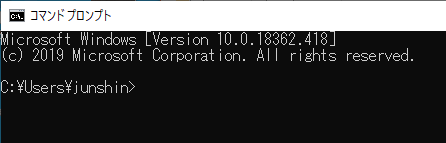 コマンドプロンプト
Microsoft Windows [Version 10.0.18362.418]
(c) 2019 Microsoft Corporation. All rights reserved.
C:¥Users¥junshin>